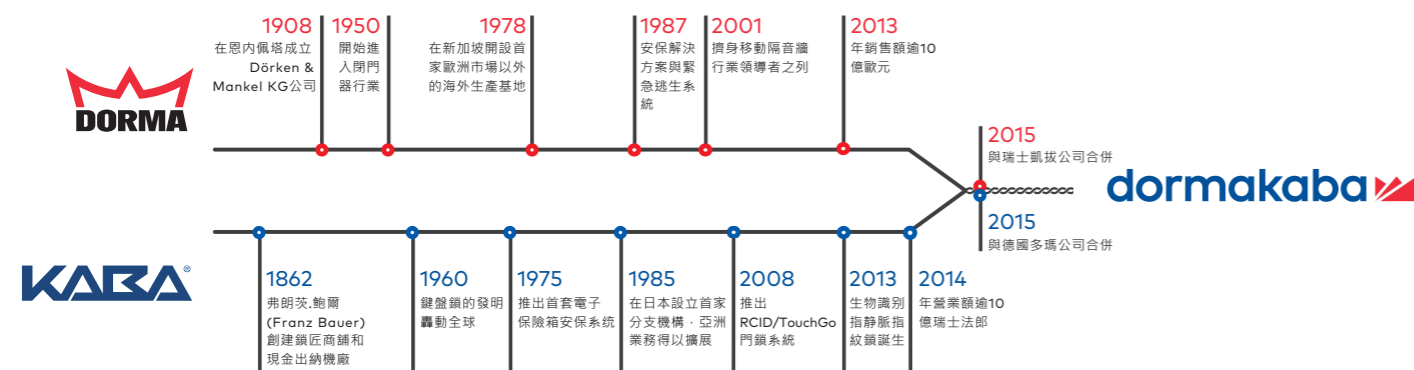 DORMA
1908
在恩内佩塔成立
Dörken &
Mankel KG公司
1950
開始進
入閉門
器行業
1978
在新加坡開設首
家歐洲市場以外
的海外生產基地
1987
安保解決
方案與緊
急逃生系
統
2001
擠身移動隔音牆
行業領導者之列
2013
年銷售額逾10
億歐元
2015
與瑞士凱拔公司合併
dormakaba
2015
與德國多瑪公司合併
KABA®
1862
弗朗茨.鮑爾
(Franz Bauer)
創建鎖匠商舖和
現金出納機廠
1960
鍵盤鎖的發明
轟動全球
1975
推出首套電子
保險箱安保系統
1985
在日本設立首家
分支機構，亞洲
業務得以擴展
2008
推出
RCID/TouchGo
門鎖系統
2013
生物識別
指静脈指
紋鎖誕生
2014
年營業額逾10
億瑞士法郎